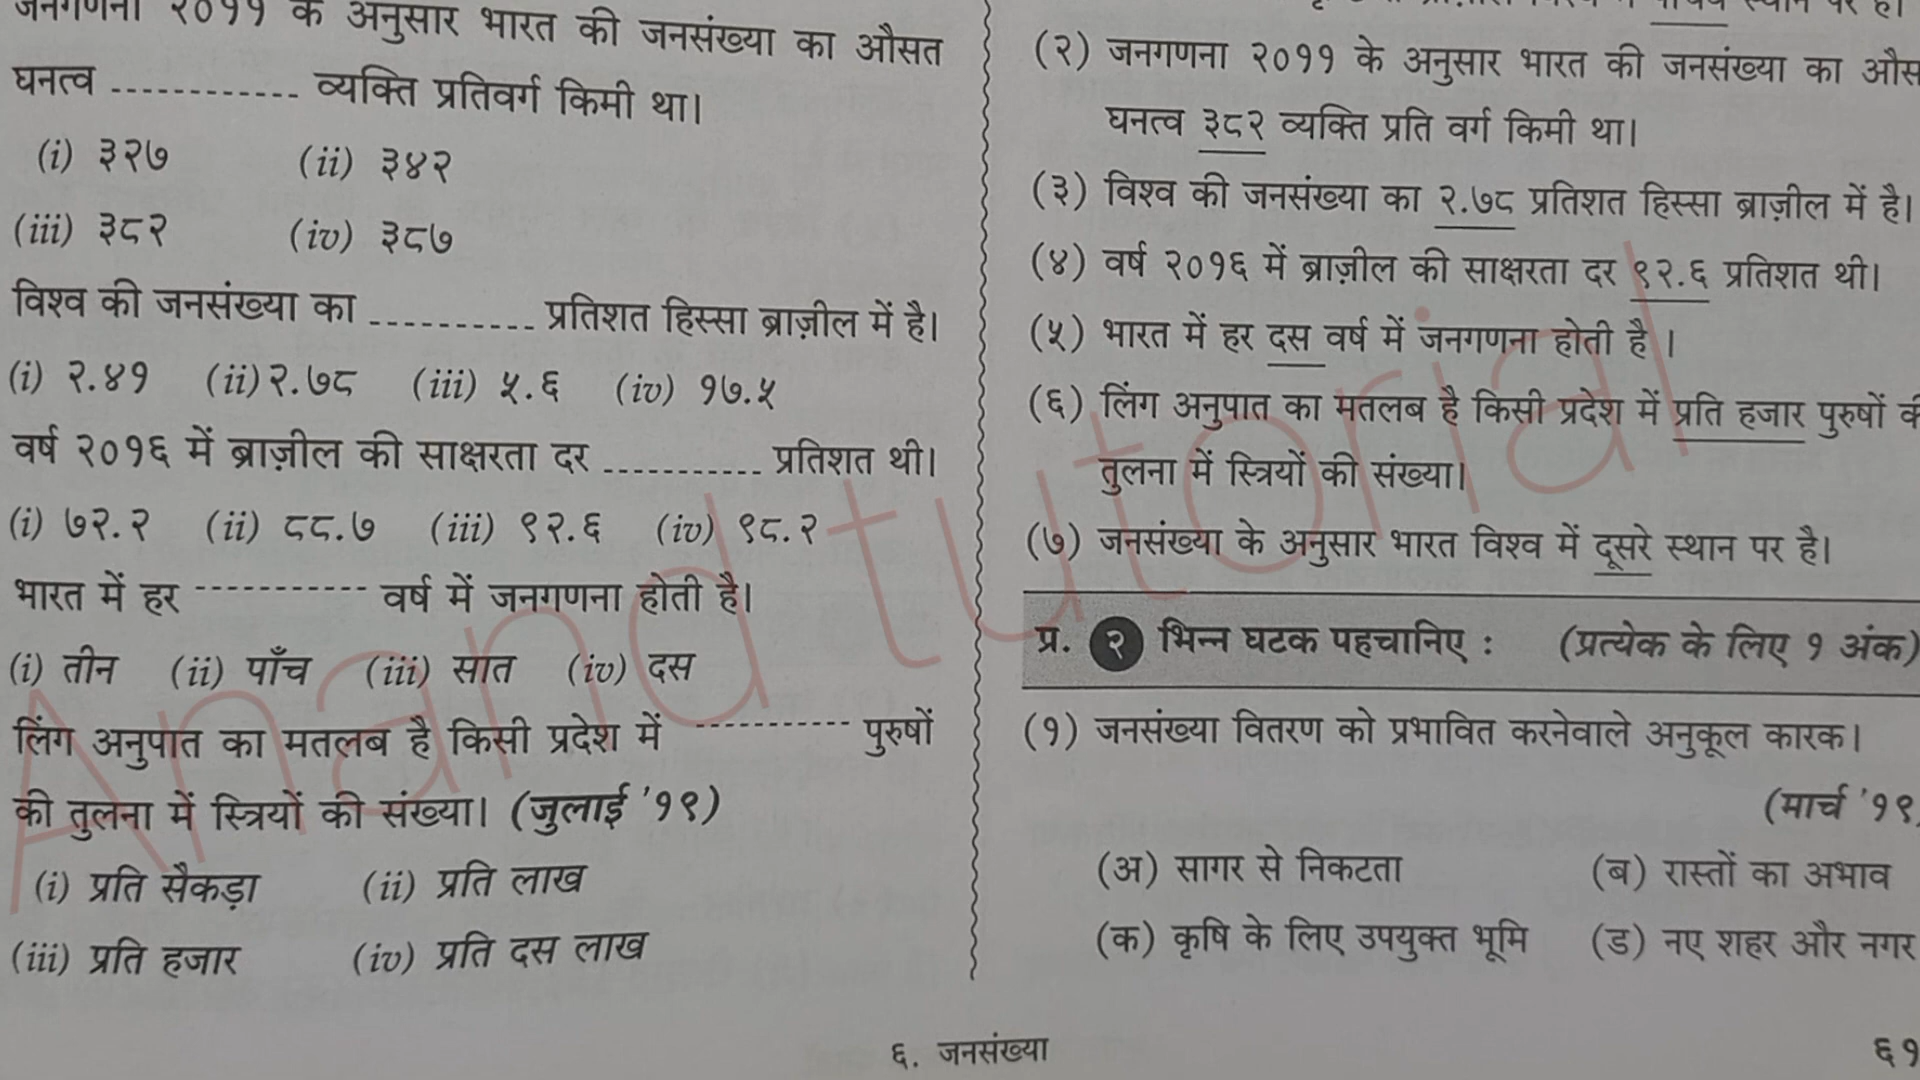 जनगणना २०११ के अनुसार भारत की जनसंख्या का औसत
घनत्व ............ व्यक्ति प्रतिवर्ग किमी था।
(i) ३२७ (ii) ३४२
(iii) ३८२ (iv) ३८७
विश्व की जनसंख्या का ........... प्रतिशत हिस्सा ब्राज़ील में है।
(i) २.४१ (ii) २.७८ (iii) ५.६ (iv) १७.५
वर्ष २०१६ में ब्राज़ील की साक्षरता दर ........... प्रतिशत थी।
(i) ७२.२ (ii) ८८.७ (iii) ९२.६ (iv) ९८.२
भारत में हर ............ वर्ष में जनगणना होती है।
(i) तीन (ii) पाँच (iii) सात (iv) दस
लिंग अनुपात का मतलब है किसी प्रदेश में ............ पुरुषों
की तुलना में स्त्रियों की संख्या। (जुलाई '१९)
(i) प्रति सैकड़ा (ii) प्रति लाख
(iii) प्रति हजार (iv) प्रति दस लाख
स्थान पर है।
(२) जनगणना २०११ के अनुसार भारत की जनसंख्या का औस
घनत्व ३८२ व्यक्ति प्रति वर्ग किमी था।
(३) विश्व की जनसंख्या का २.७८ प्रतिशत हिस्सा ब्राज़ील में है।
(४) वर्ष २०१६ में ब्राज़ील की साक्षरता दर ९२.६ प्रतिशत थी।
(५) भारत में हर दस वर्ष में जनगणना होती है।
(६) लिंग अनुपात का मतलब है किसी प्रदेश में प्रति हजार पुरुषों की
तुलना में स्त्रियों की संख्या।
(७) जनसंख्या के अनुसार भारत विश्व में दूसरे स्थान पर है।
प्र. २ भिन्न घटक पहचानिए : (प्रत्येक के लिए १ अंक)
(१) जनसंख्या वितरण को प्रभावित करनेवाले अनुकूल कारक।
(मार्च '१९)
(अ) सागर से निकटता (ब) रास्तों का अभाव
(क) कृषि के लिए उपयुक्त भूमि (ड) नए शहर और नगर
६. जनसंख्या
६१
Anand tutorial